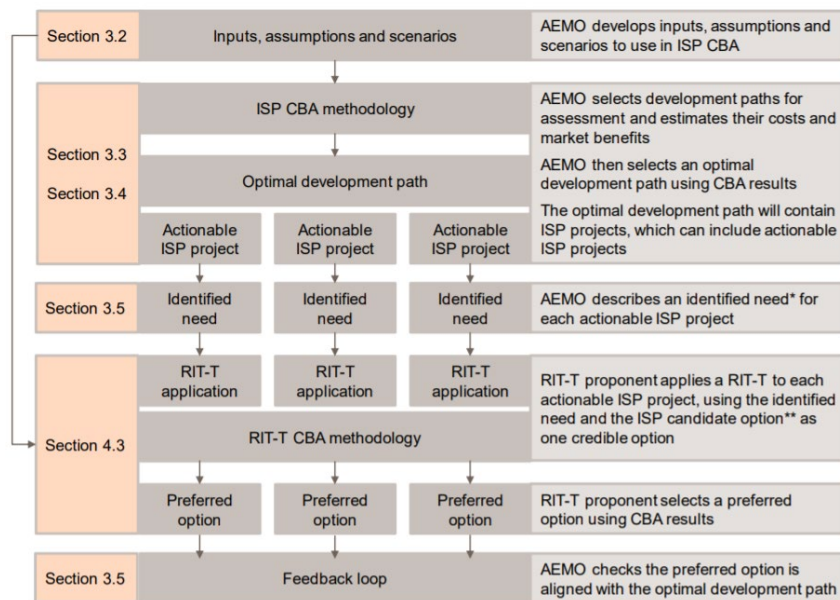 Section 3.2
Inputs, assumptions and scenarios
AEMO develops inputs, assumptions and
scenarios to use in ISP CBA
Section 3.3
Section 3.4
ISP CBA methodology
Optimal development path
Actionable
ISP project
Actionable
ISP project
Actionable
ISP project
AEMO selects development paths for
assessment and estimates their costs and
market benefits
AEMO then selects an optimal
development path using CBA results
The optimal development path will contain
ISP projects, which can include actionable
ISP projects
Section 3.5
Identified
need
Identified
need
Identified
need
AEMO describes an identified need* for
each actionable ISP project
Section 4.3
RIT-T
application
RIT-T
application
RIT-T
application
RIT-T CBA methodology
RIT-T proponent applies a RIT-T to each
actionable ISP project, using the identified
need and the ISP candidate option** as
one credible option
Preferred
option
Preferred
option
Preferred
option
RIT-T proponent selects a preferred
option using CBA results
Section 3.5
Feedback loop
AEMO checks the preferred option is
aligned with the optimal development path